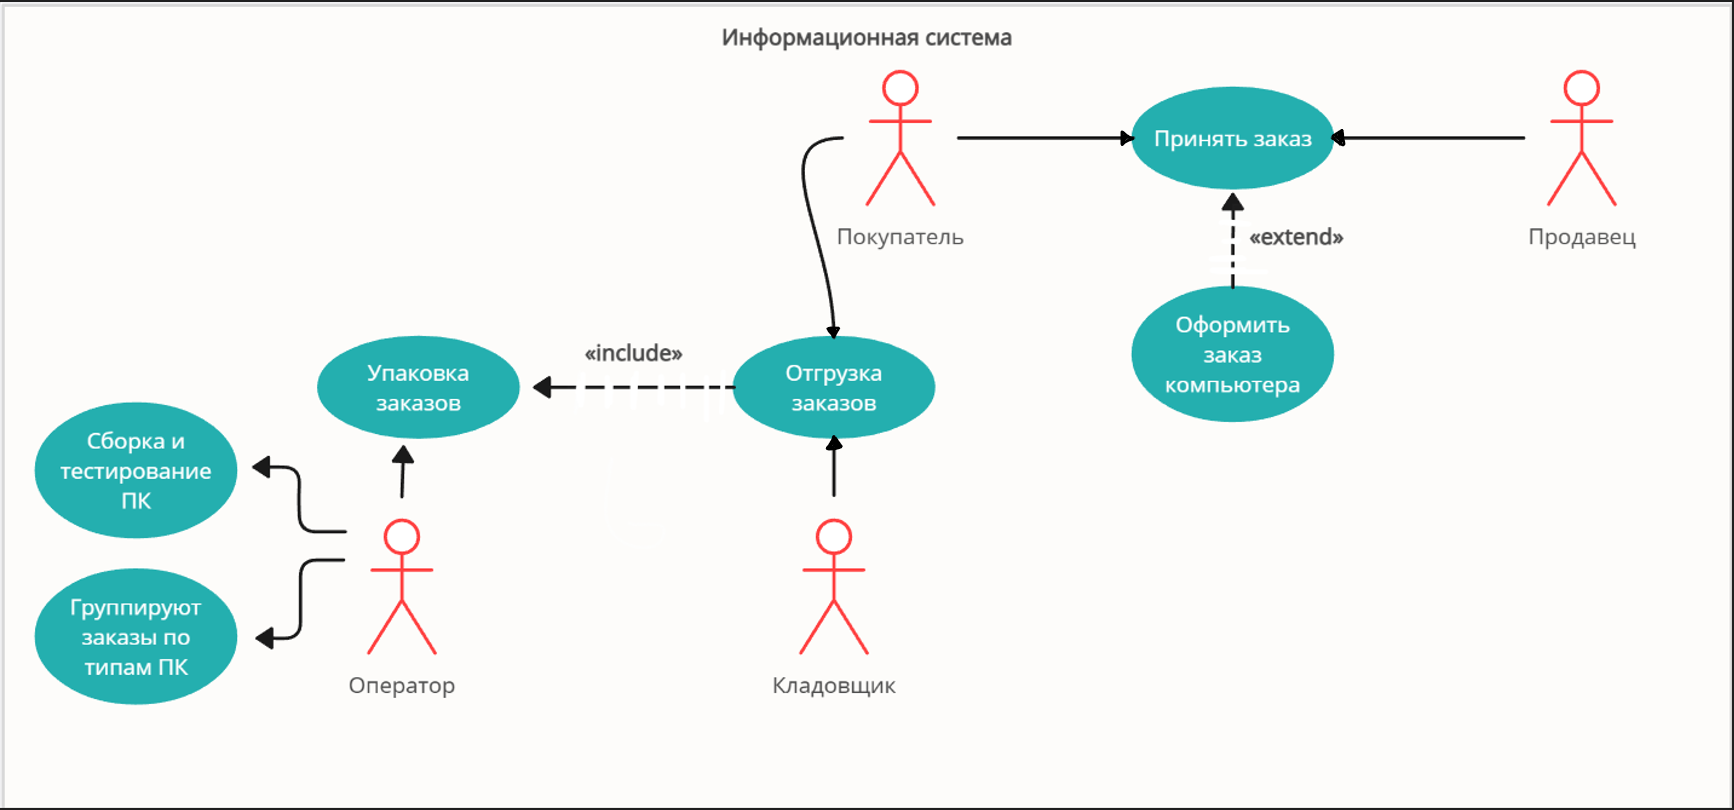 Информационная система
Принять заказ
Покупатель
«extend»
Продавец
Оформить
заказ
компьютера
«include»
Упаковка
заказов
Отгрузка
заказов
Сборка и
тестирование
ПК
Группируют
заказы по
типам ПК
Оператор
Кладовщик